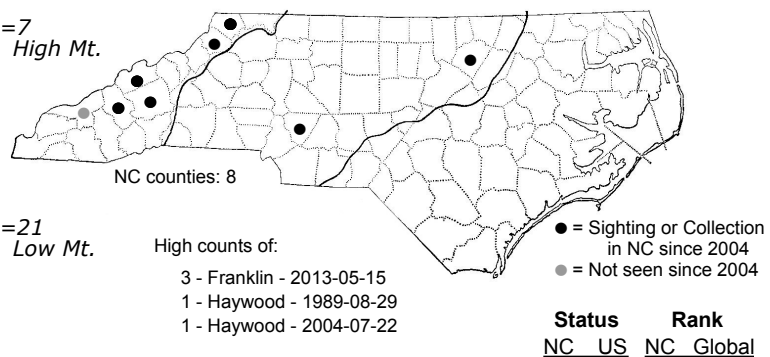 =7
High Mt.
NC counties: 8
=21
Low Mt.
High counts of:
3 - Franklin - 2013-05-15
1 - Haywood - 1989-08-29
1 - Haywood - 2004-07-22
● = Sighting or Collection
in NC since 2004
● = Not seen since 2004
Status Rank
NC US NC Global